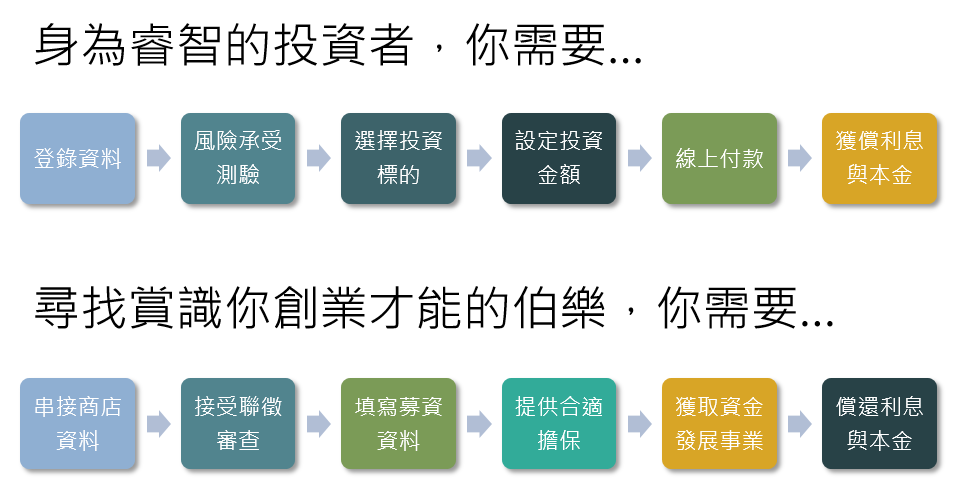 身為睿智的投資者，你需要...
登錄資料
風險承受
測驗
選擇投資
標的
設定投資
金額
線上付款
獲償利息
與本金
尋找賞識你創業才能的伯樂，你需要...
串接商店
資料
接受聯徵
審查
填寫募資
資料
提供合適
擔保
獲取資金
發展事業
償還利息
與本金